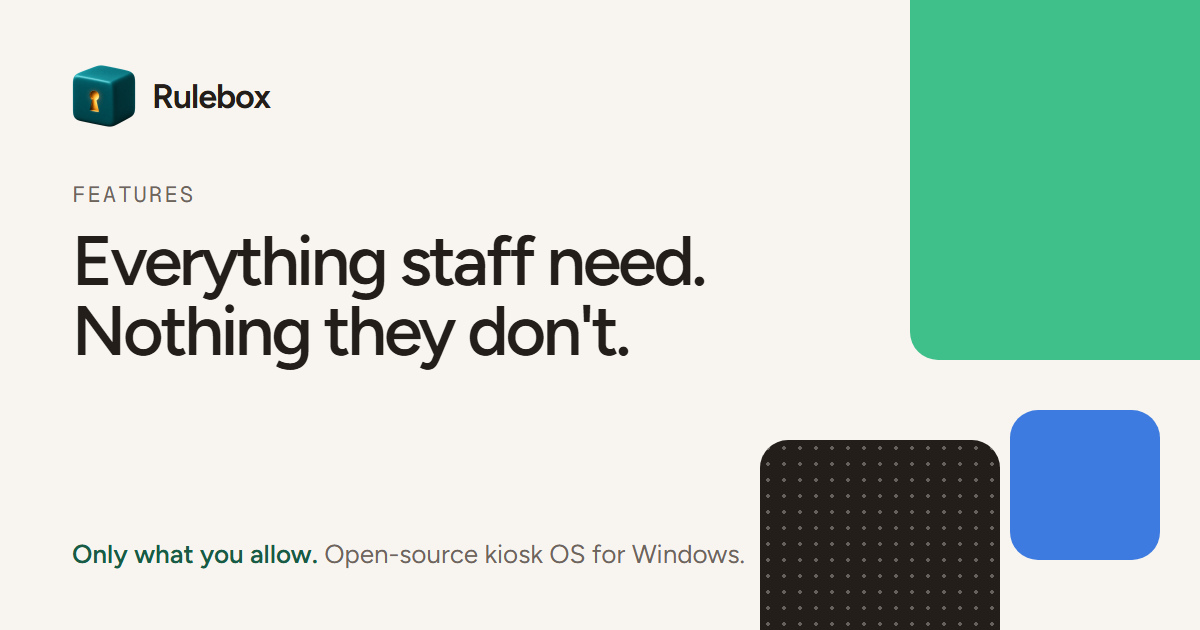 Rulebox
FEATURES
Everything staff need.
Nothing they don't.
Only what you allow. Open-source kiosk OS for Windows.